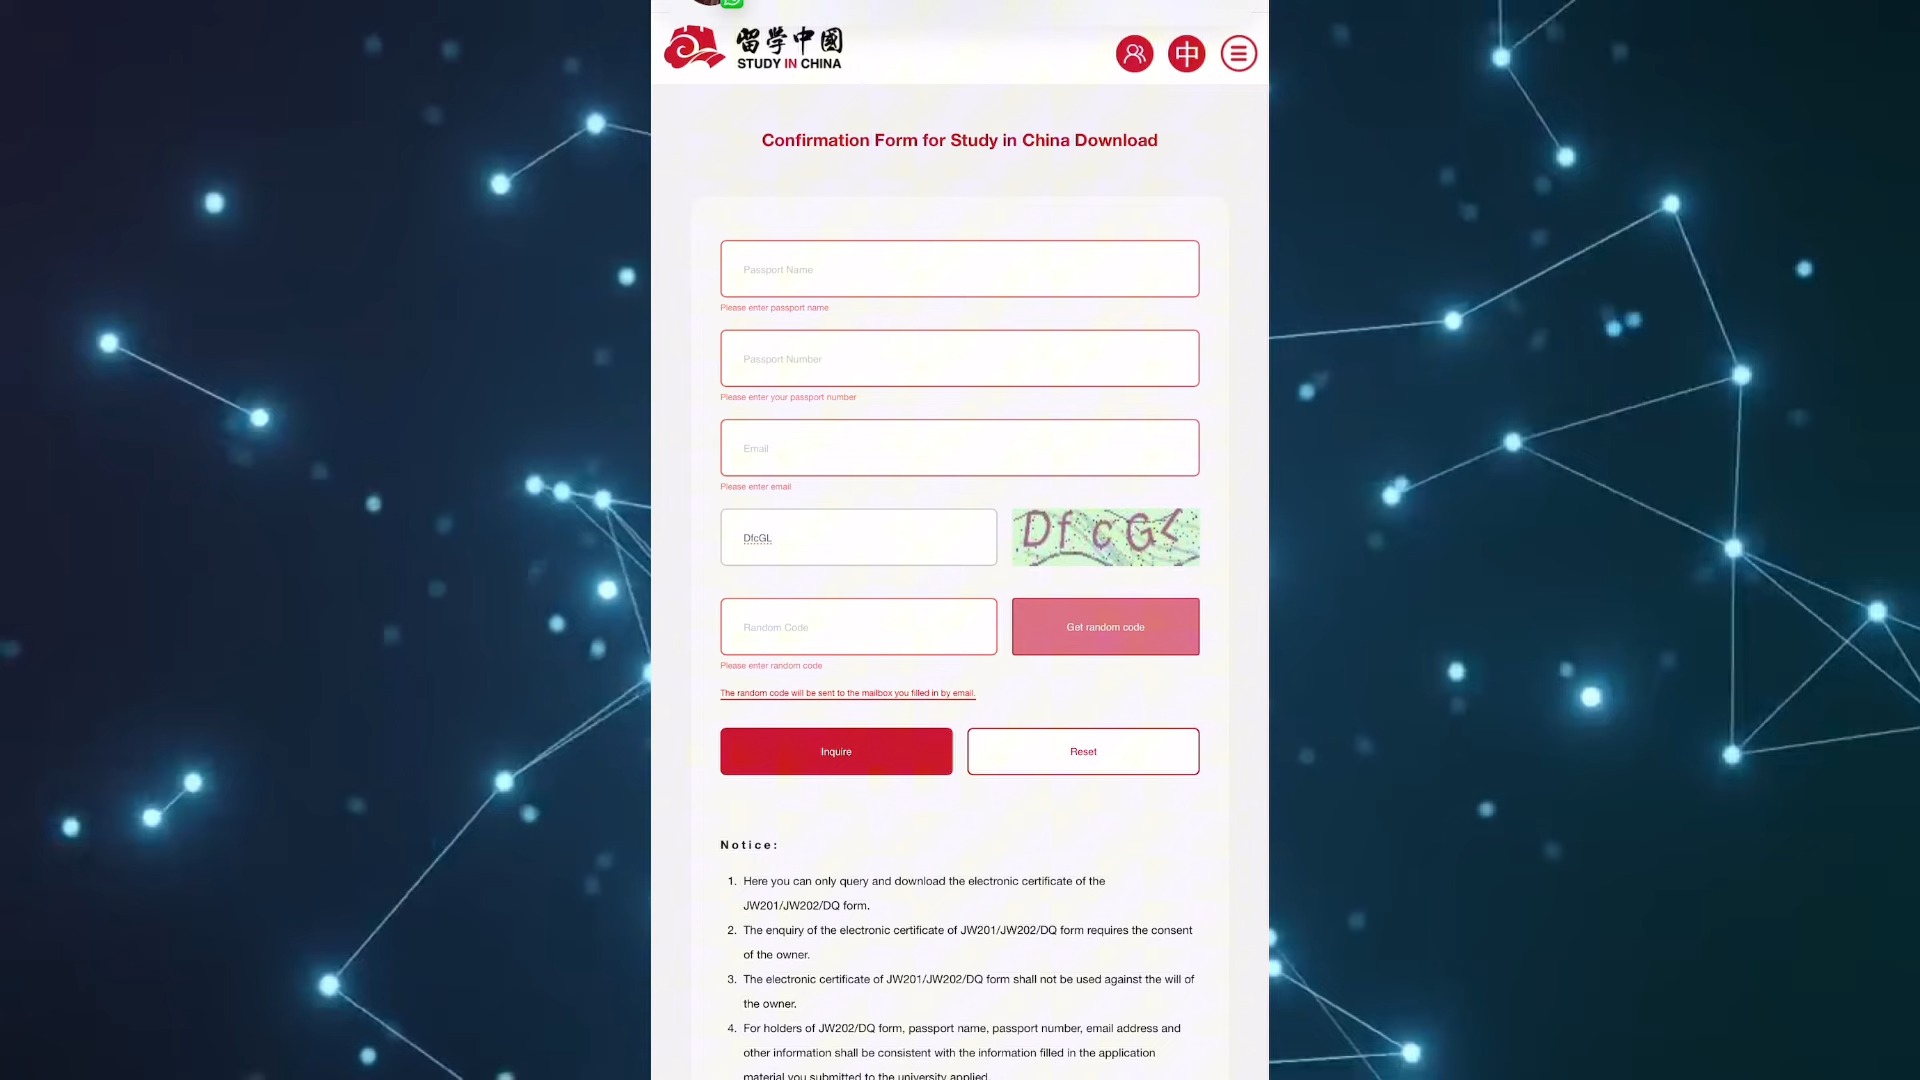 留学中國
STUDY IN CHINA
中
Confirmation Form for Study in China Download
Passport Name
Please enter passport name
Passport Number
Please enter your passport number
Email
Please enter email
DfcGL
DfcGL
Random Code
Get random code
Please enter random code
The random code will be sent to the mailbox you filled in by email.
Inquire
Reset
Notice:
1. Here you can only query and download the electronic certificate of the
JW201/JW202/DQ form.
2. The enquiry of the electronic certificate of JW201/JW202/DQ form requires the consent
of the owner.
3. The electronic certificate of JW201/JW202/DQ form shall not be used against the will of
the owner.
4. For holders of JW202/DQ form, passport name, passport number, email address and
other information shall be consistent with the information filled in the application
material you submitted to the university applied.